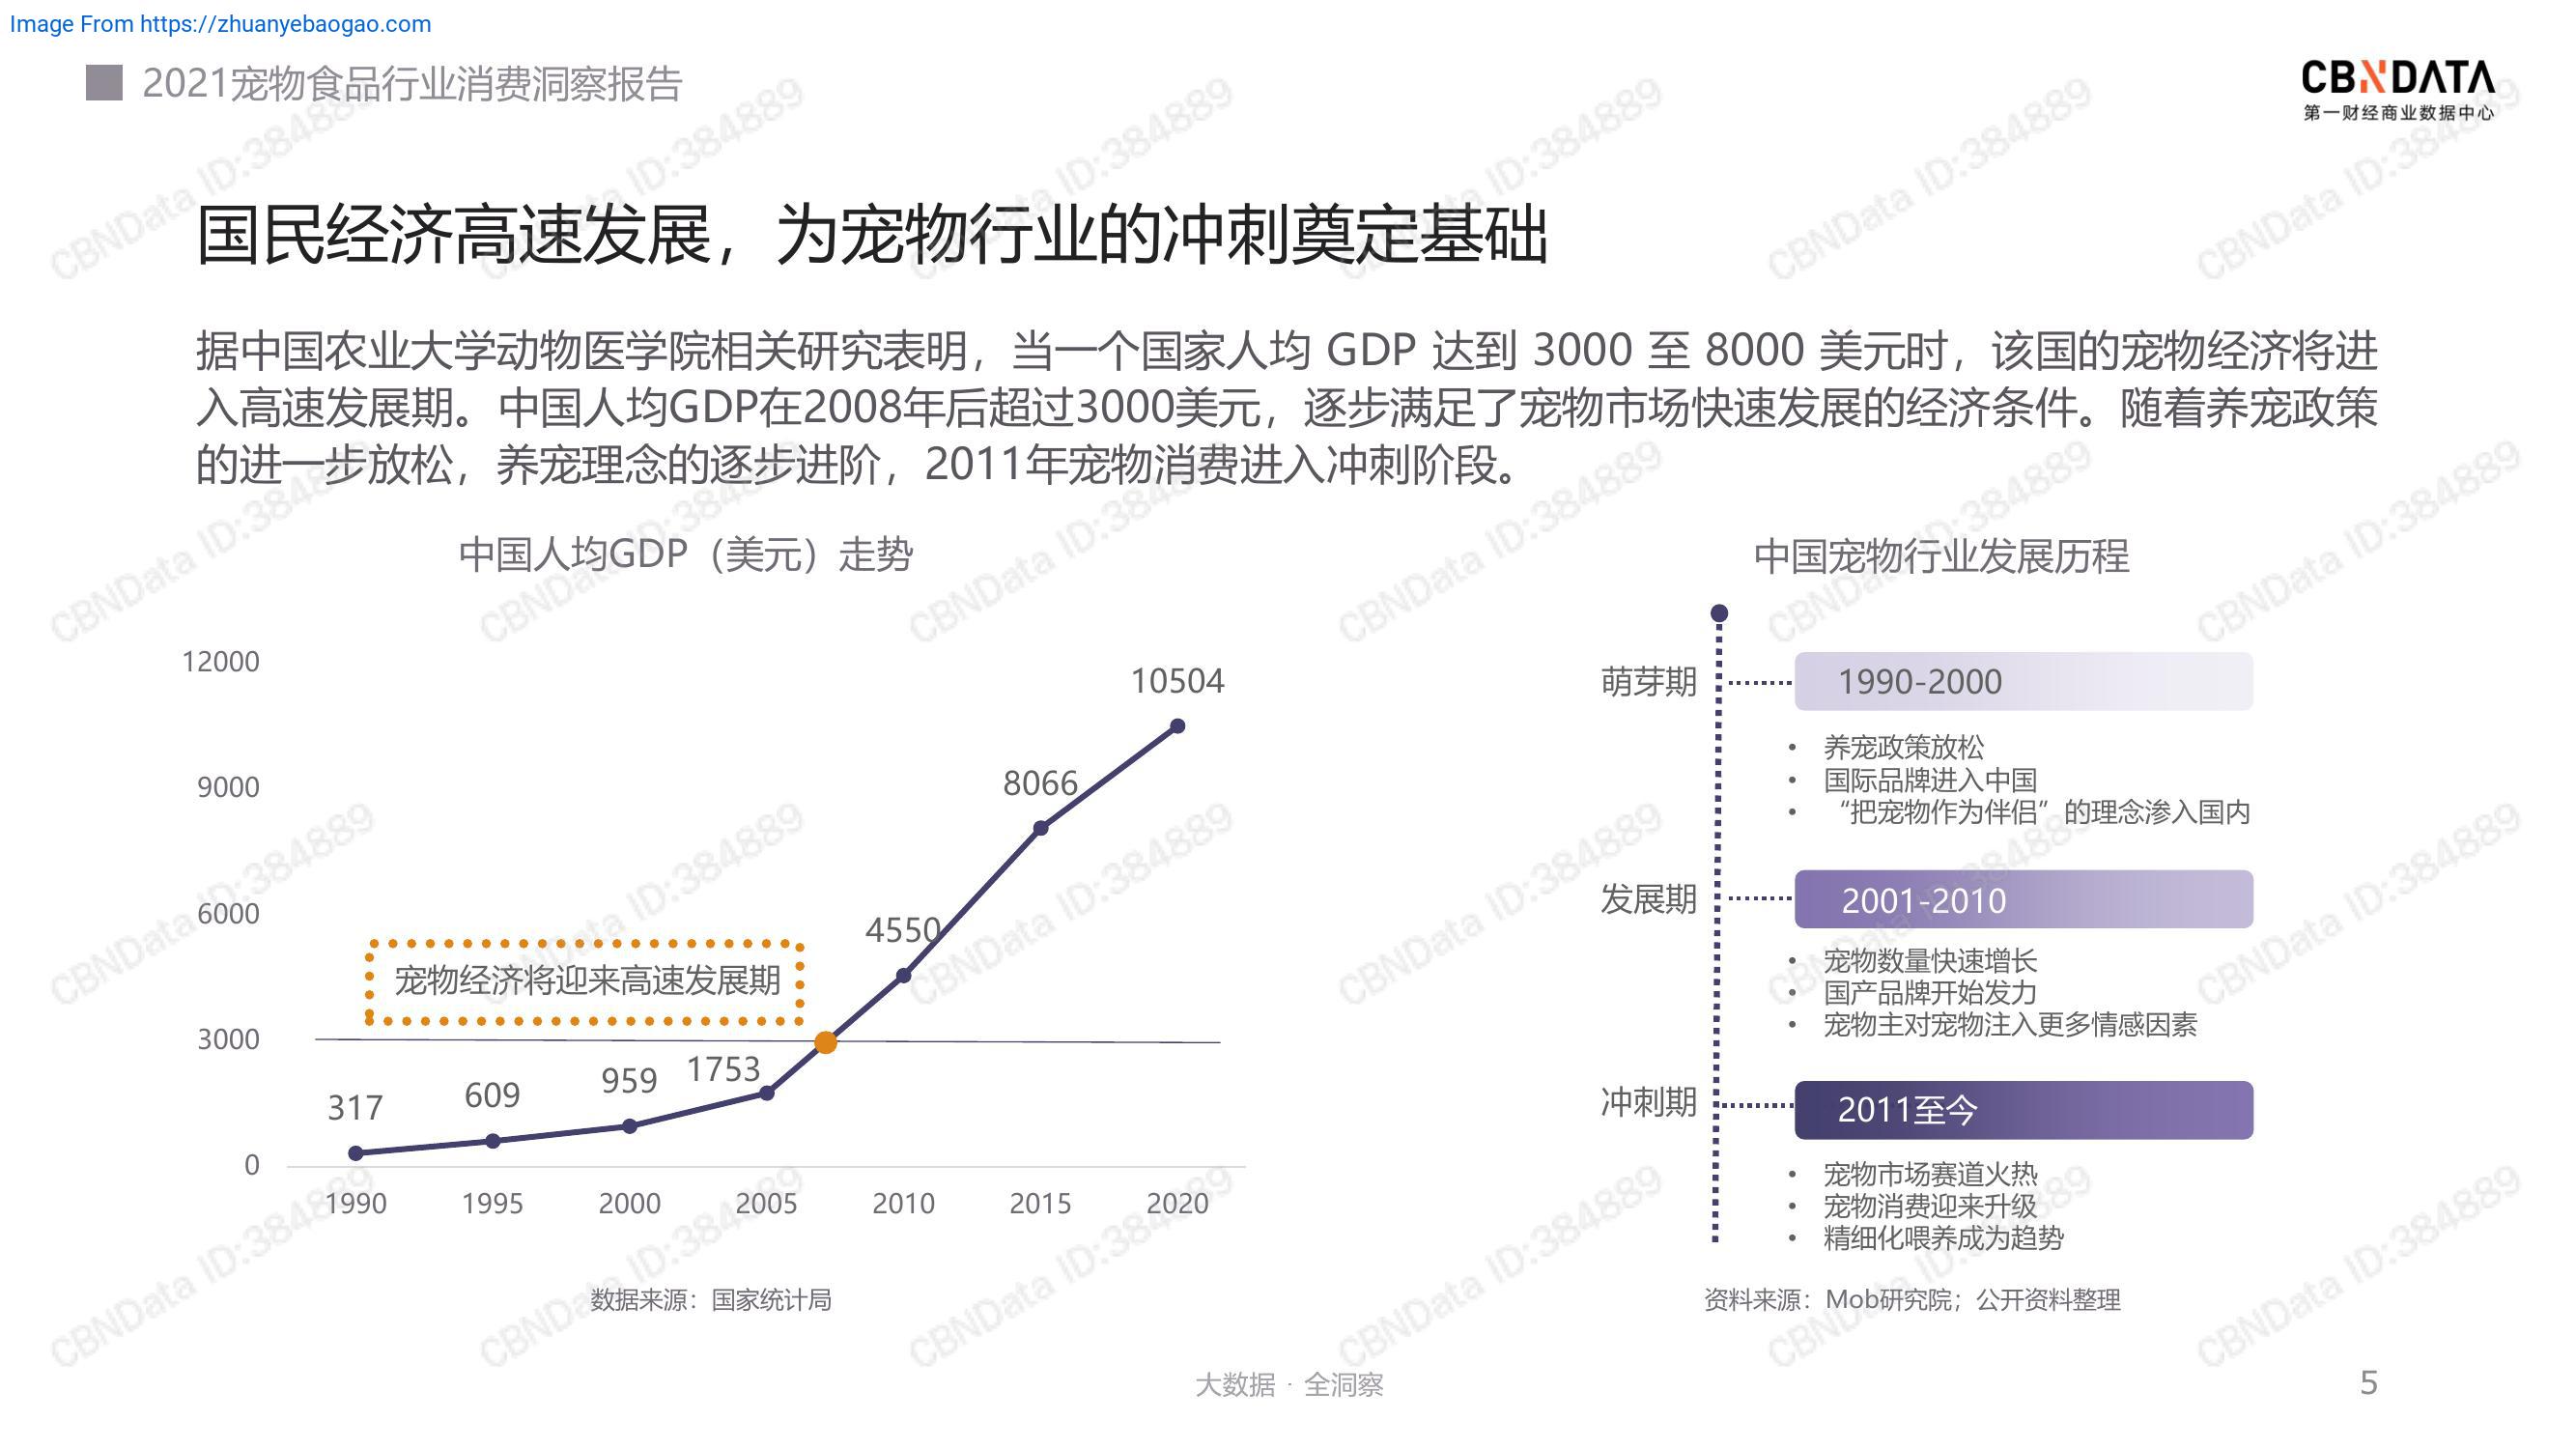 Image From https://zhuanyebaogao.com
2021宠物食品行业消费洞察报告
CBNDATA
第一财经商业数据中心
国民经济高速发展，为宠物行业的冲刺奠定基础
据中国农业大学动物医学院相关研究表明，当一个国家人均 GDP 达到 3000 至 8000 美元时，该国的宠物经济将进
入高速发展期。中国人均GDP在2008年后超过3000美元，逐步满足了宠物市场快速发展的经济条件。随着养宠政策
的进一步放松，养宠理念的逐步进阶，2011年宠物消费进入冲刺阶段。
中国人均GDP（美元）走势
12000
9000
6000
3000
0
10504
8066
4550
宠物经济将迎来高速发展期
1753
959
609
317
1990 1995 2000 2005 2010 2015 2020
数据来源：国家统计局
中国宠物行业发展历程
萌芽期 1990-2000
• 养宠政策放松
• 国际品牌进入中国
• “把宠物作为伴侣”的理念渗入国内
发展期 2001-2010
• 宠物数量快速增长
• 国产品牌开始发力
• 宠物主对宠物注入更多情感因素
冲刺期 2011至今
• 宠物市场赛道火热
• 宠物消费迎来升级
• 精细化喂养成为趋势
资料来源：Mob研究院；公开资料整理
大数据 · 全洞察
5
CBNData ID:384889